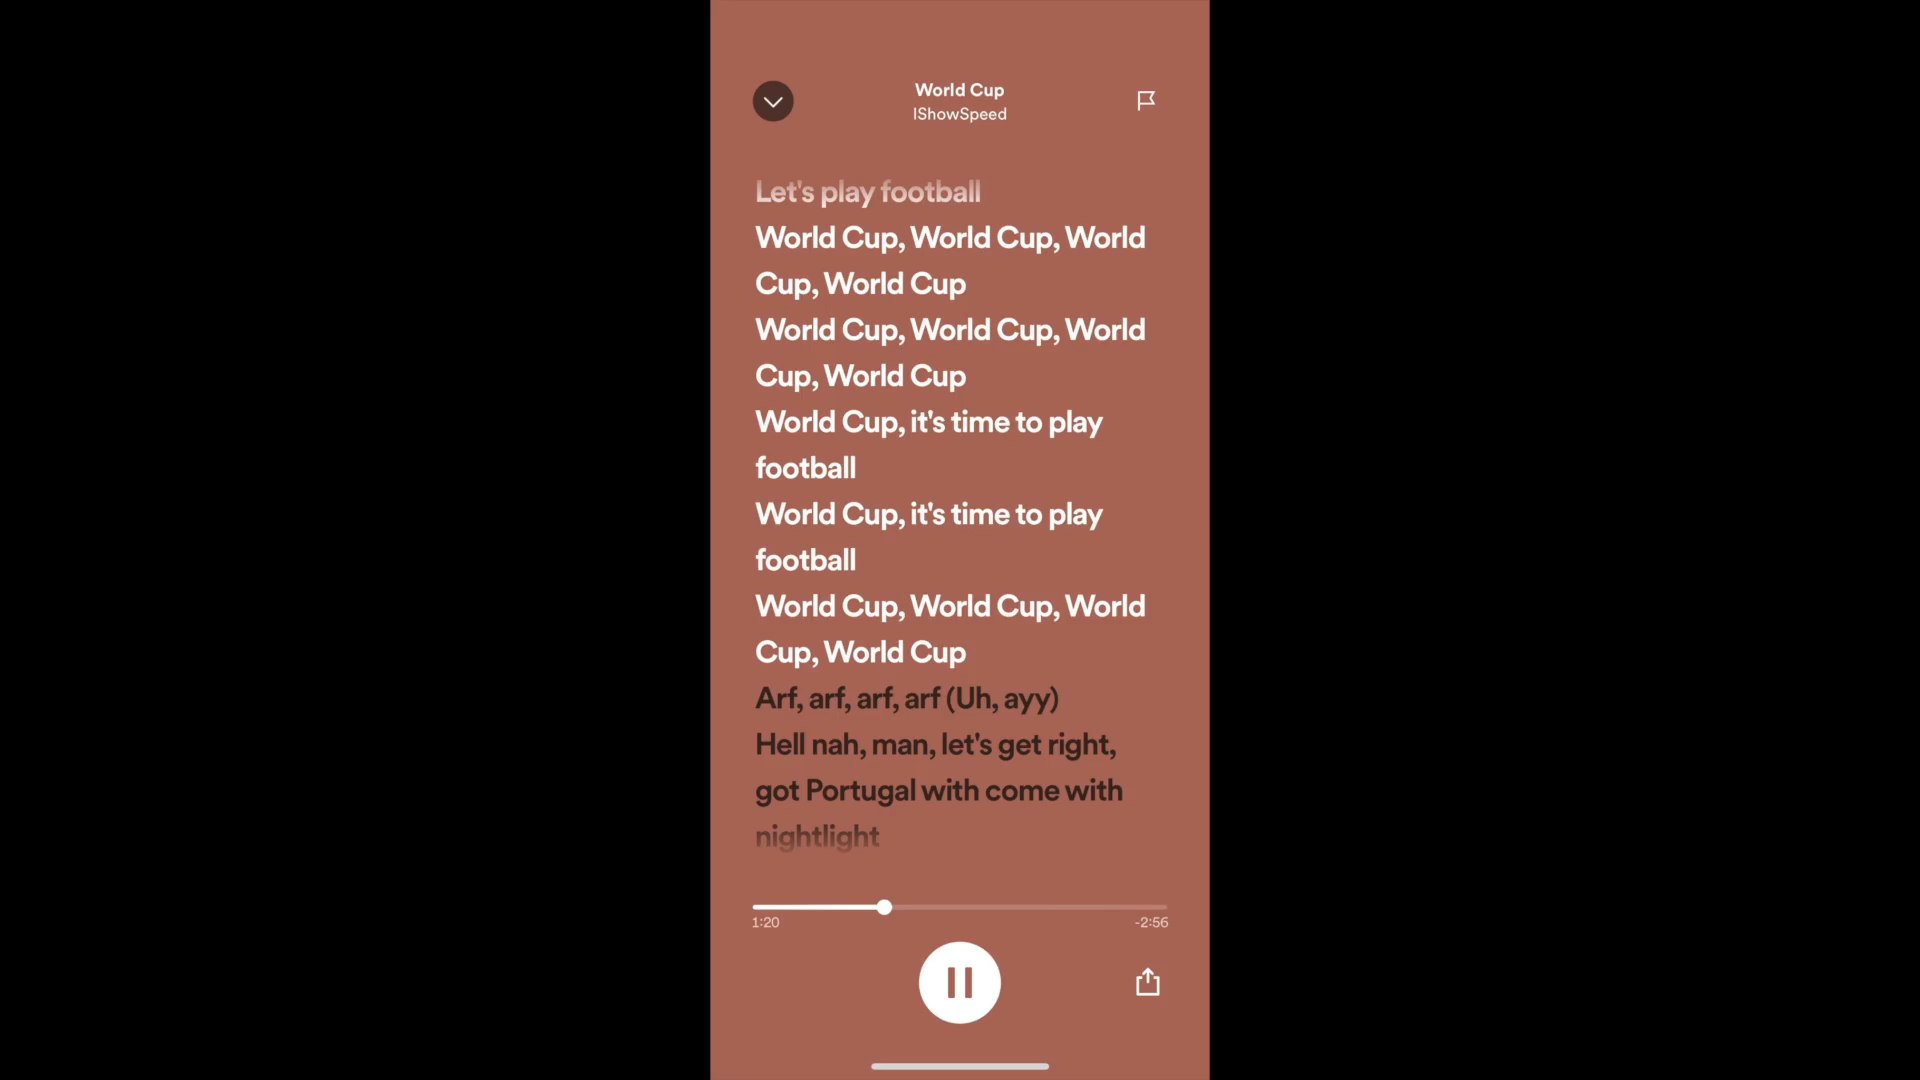 World Cup
IShowSpeed
Let's play football
World Cup, World Cup, World
Cup, World Cup
World Cup, World Cup, World
Cup, World Cup
World Cup, it's time to play
football
World Cup, it's time to play
football
World Cup, World Cup, World
Cup, World Cup
Arf, arf, arf, arf (Uh, ayy)
Hell nah, man, let's get right,
got Portugal with come with
nightlight
1:20
-2:56